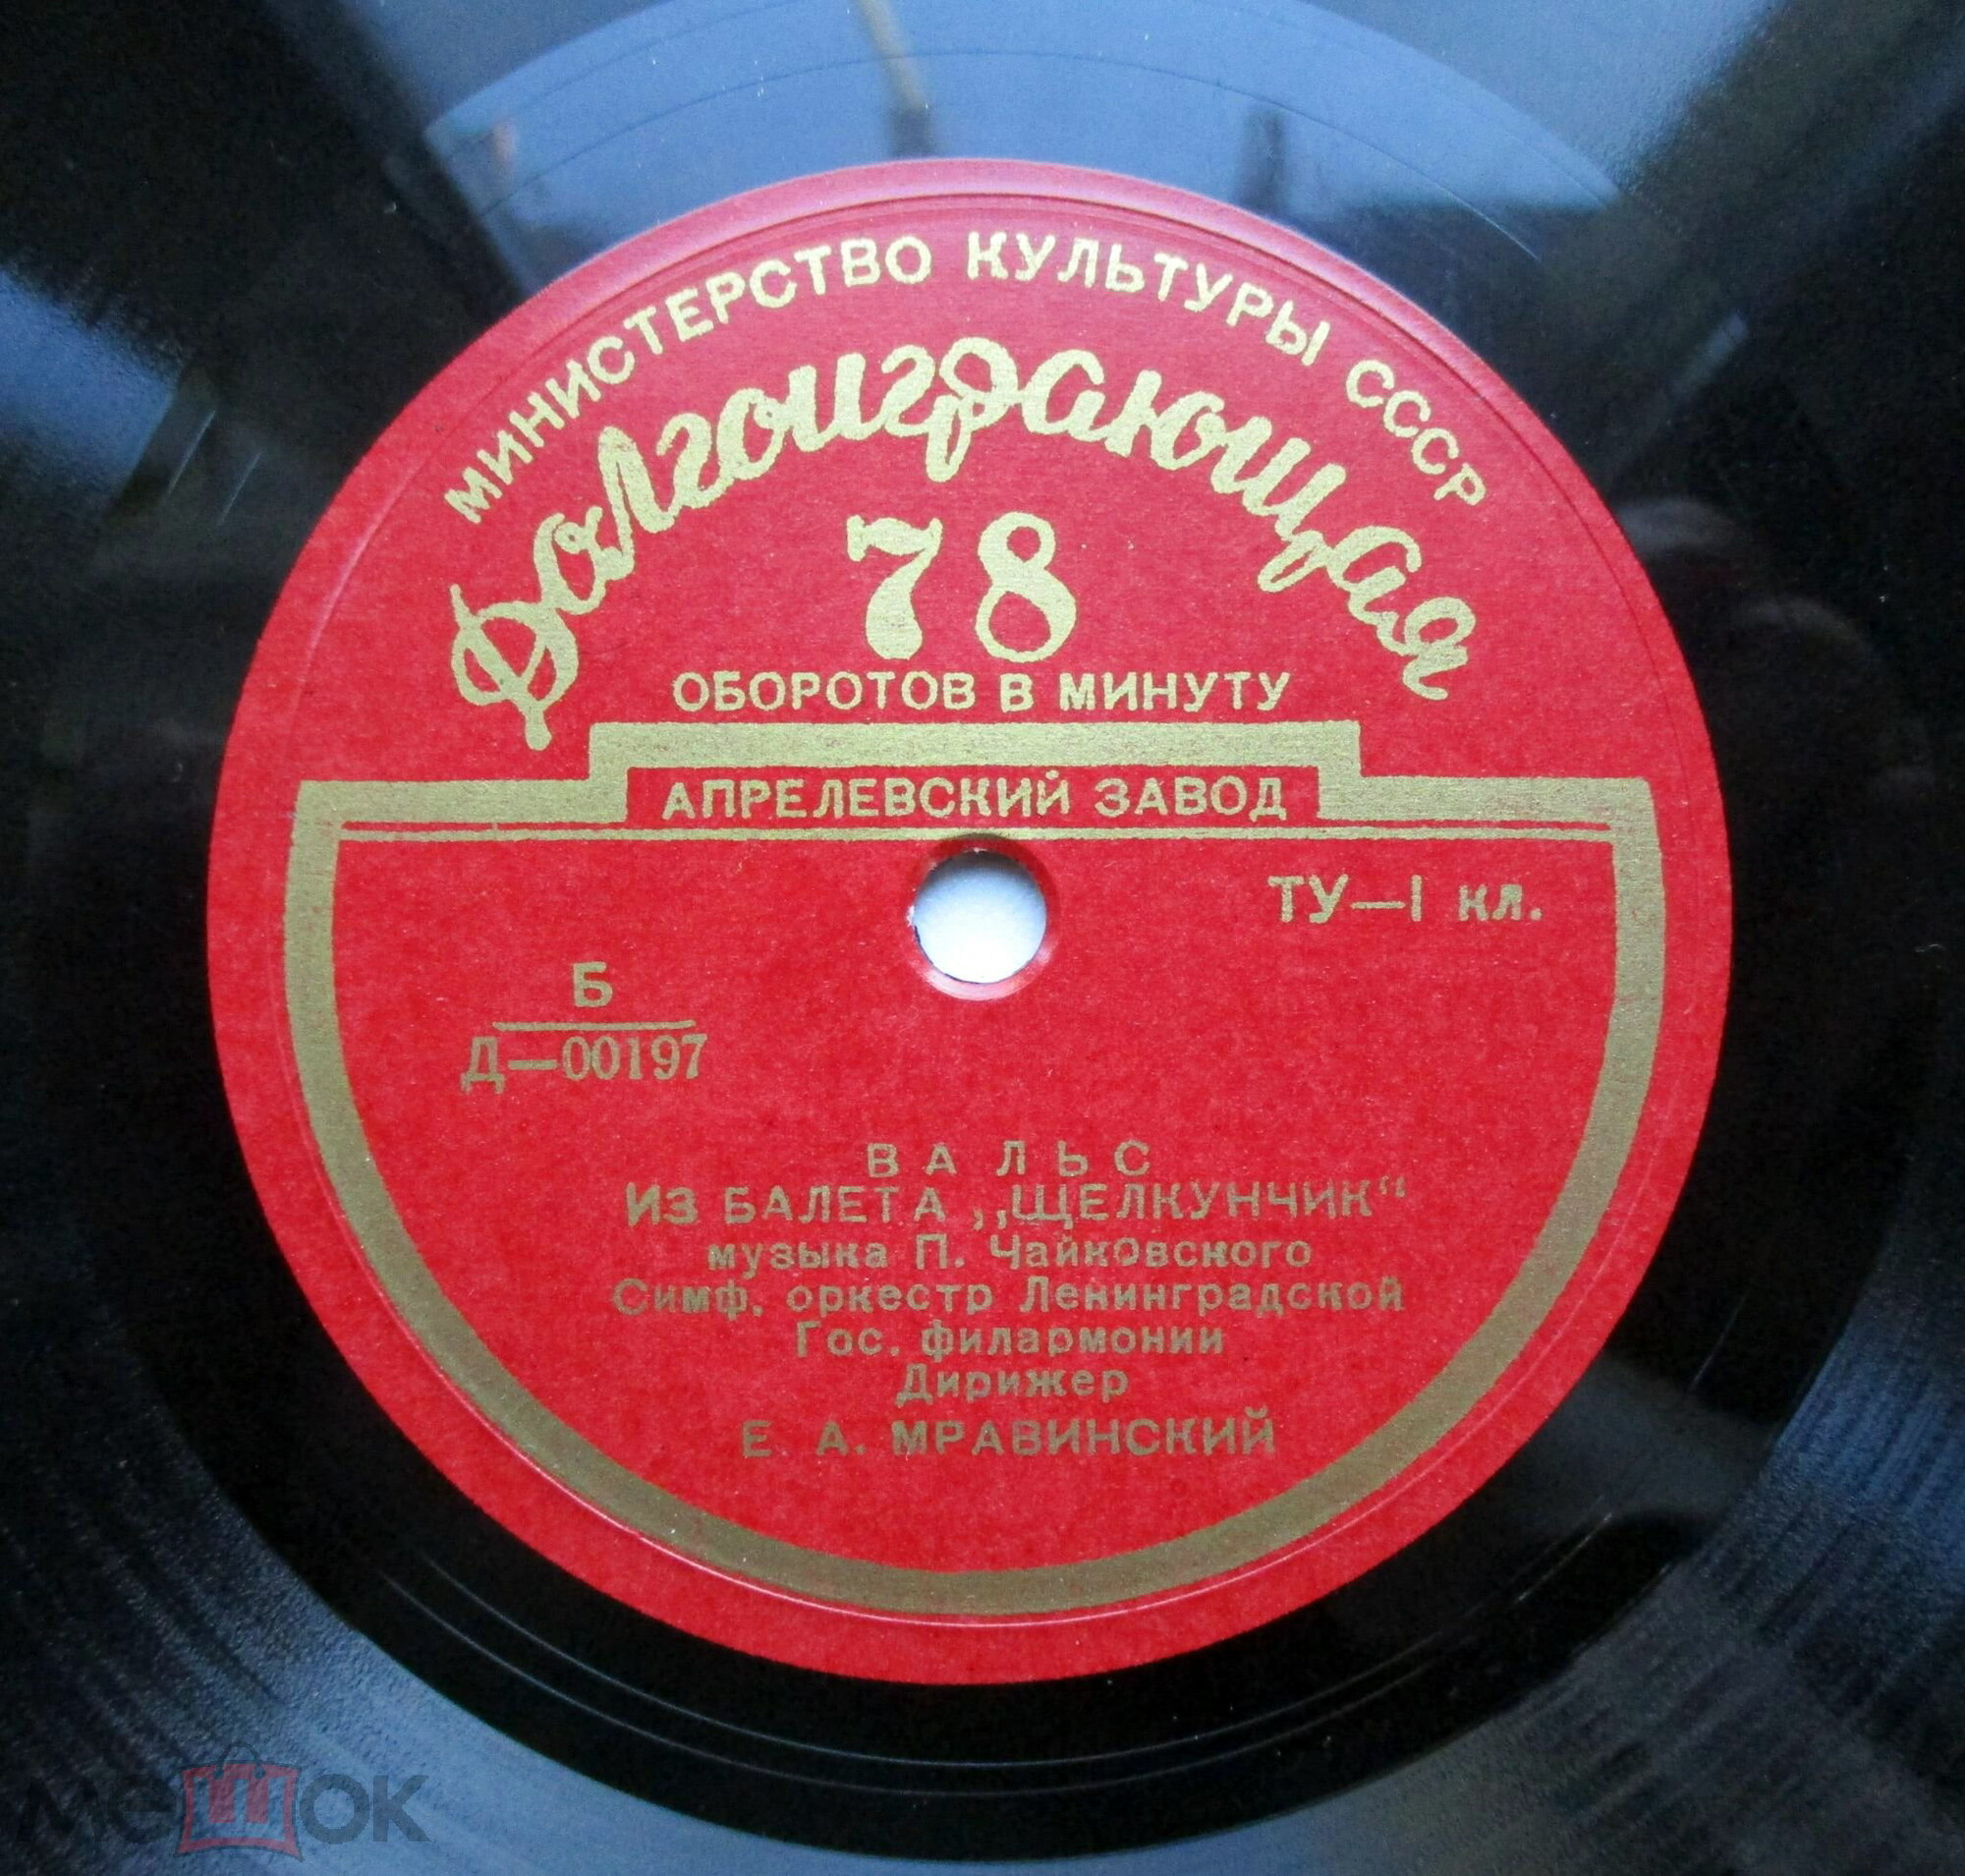 МИНИСТЕРСТВО КУЛЬТУРЫ СССР
Долгоиграющая
78
ОБОРОТОВ В МИНУТУ
АПРЕЛЕВСКИЙ ЗАВОД
ТУ—I кл.
Б
Д—00197
ВАЛЬС
ИЗ БАЛЕТА „ЩЕЛКУНЧИК“
музыка П. Чайковского
Симф. оркестр Ленинградской
Гос. филармонии
Дирижер
Е. А. МРАВИНСКИЙ
мешок